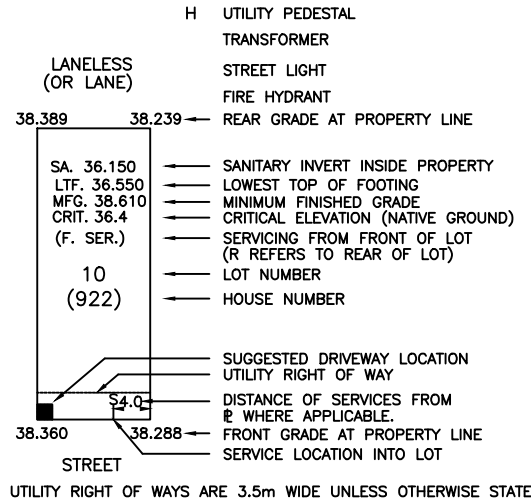 H UTILITY PEDESTAL
TRANSFORMER
LANELESS
(OR LANE)
STREET LIGHT
FIRE HYDRANT
38.389 38.239 REAR GRADE AT PROPERTY LINE
SA. 36.150 SANITARY INVERT INSIDE PROPERTY
LTF. 36.550 LOWEST TOP OF FOOTING
MFG. 38.610 MINIMUM FINISHED GRADE
CRIT. 36.4 CRITICAL ELEVATION (NATIVE GROUND)
(F. SER.) SERVICING FROM FRONT OF LOT
(R REFERS TO REAR OF LOT)
10 LOT NUMBER
(922) HOUSE NUMBER
SUGGESTED DRIVEWAY LOCATION
UTILITY RIGHT OF WAY
S4.0 DISTANCE OF SERVICES FROM
℄ WHERE APPLICABLE.
38.360 38.288 FRONT GRADE AT PROPERTY LINE
SERVICE LOCATION INTO LOT
STREET
UTILITY RIGHT OF WAYS ARE 3.5m WIDE UNLESS OTHERWISE STATE